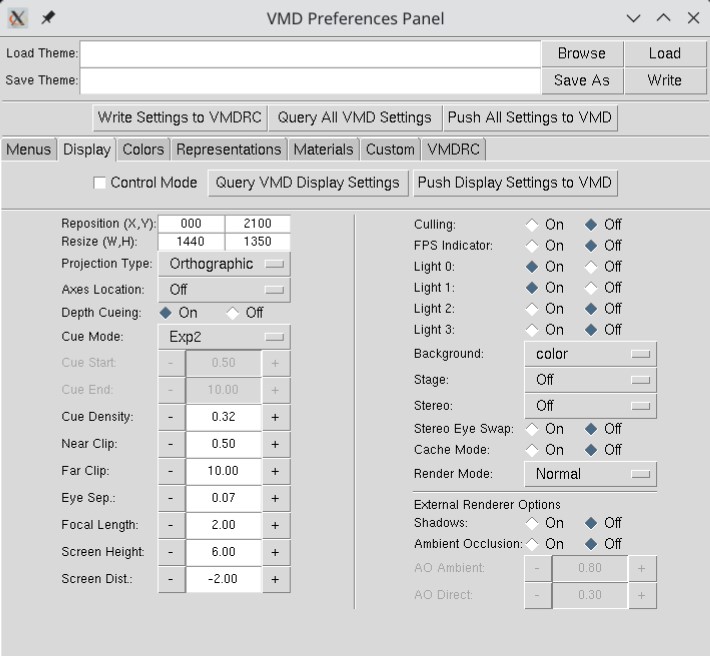 VMD Preferences Panel
Load Theme: Browse Load
Save Theme: Save As Write
Write Settings to VMDRC Query All VMD Settings Push All Settings to VMD
Menus Display Colors Representations Materials Custom VMDRC
Control Mode Query VMD Display Settings Push Display Settings to VMD
Reposition (X,Y): 000 2100
Resize (W,H): 1440 1350
Projection Type: Orthographic
Axes Location: Off
Depth Cueing: On Off
Cue Mode: Exp2
Cue Start: - 0.50 +
Cue End: - 10.00 +
Cue Density: - 0.32 +
Near Clip: - 0.50 +
Far Clip: - 10.00 +
Eye Sep.: - 0.07 +
Focal Length: - 2.00 +
Screen Height: - 6.00 +
Screen Dist.: - -2.00 +
Culling: On Off
FPS Indicator: On Off
Light 0: On Off
Light 1: On Off
Light 2: On Off
Light 3: On Off
Background: color
Stage: Off
Stereo: Off
Stereo Eye Swap: On Off
Cache Mode: On Off
Render Mode: Normal
External Renderer Options
Shadows: On Off
Ambient Occlusion: On Off
AO Ambient: - 0.80 +
AO Direct: - 0.30 +